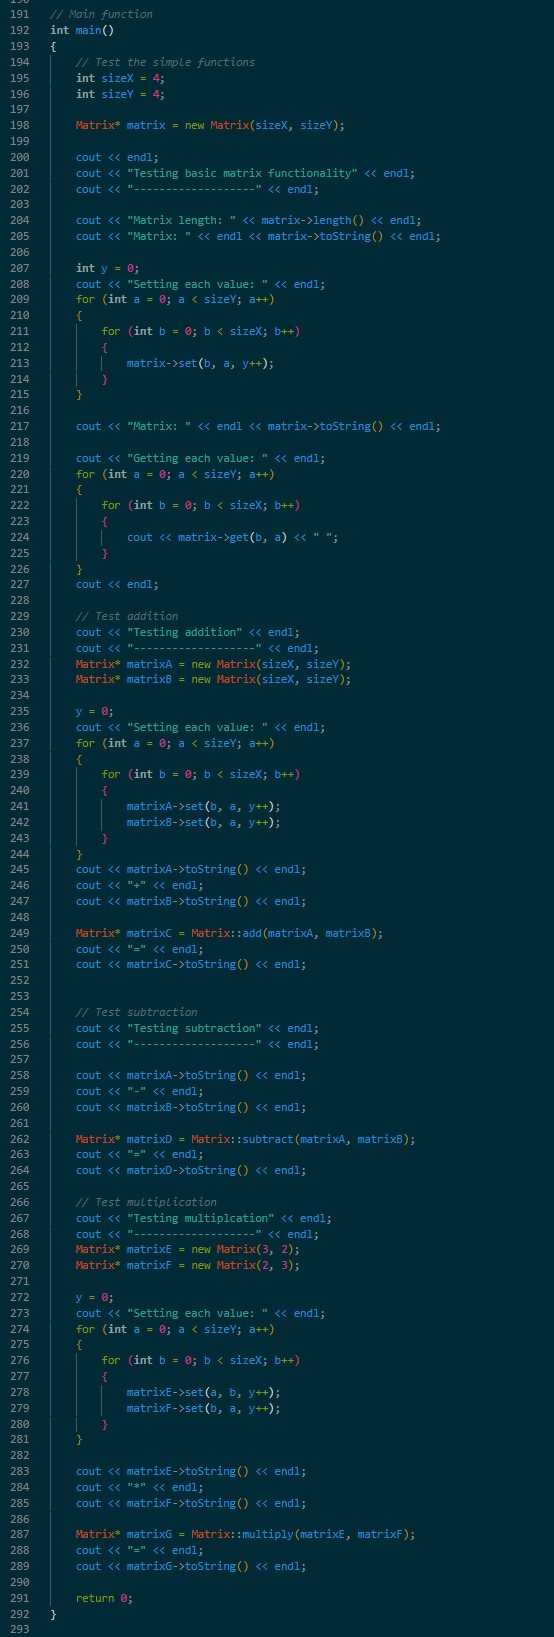 191 // Main function
192 int main()
193 {
194 // Test the simple functions
195 int sizeX = 4;
196 int sizeY = 4;
197
198 Matrix* matrix = new Matrix(sizeX, sizeY);
199
200 cout << endl;
201 cout << "Testing basic matrix functionality" << endl;
202 cout << "-------------------" << endl;
203
204 cout << "Matrix length: " << matrix->length() << endl;
205 cout << "Matrix: " << endl << matrix->toString() << endl;
206
207 int y = 0;
208 cout << "Setting each value: " << endl;
209 for (int a = 0; a < sizeY; a++)
210 {
211 for (int b = 0; b < sizeX; b++)
212 {
213 matrix->set(b, a, y++);
214 }
215 }
216
217 cout << "Matrix: " << endl << matrix->toString() << endl;
218
219 cout << "Getting each value: " << endl;
220 for (int a = 0; a < sizeY; a++)
221 {
222 for (int b = 0; b < sizeX; b++)
223 {
224 cout << matrix->get(b, a) << " ";
225 }
226 }
227 cout << endl;
228
229 // Test addition
230 cout << "Testing addition" << endl;
231 cout << "-------------------" << endl;
232 Matrix* matrixA = new Matrix(sizeX, sizeY);
233 Matrix* matrixB = new Matrix(sizeX, sizeY);
234
235 y = 0;
236 cout << "Setting each value: " << endl;
237 for (int a = 0; a < sizeY; a++)
238 {
239 for (int b = 0; b < sizeX; b++)
240 {
241 matrixA->set(b, a, y++);
242 matrixB->set(b, a, y++);
243 }
244 }
245 cout << matrixA->toString() << endl;
246 cout << "+" << endl;
247 cout << matrixB->toString() << endl;
248
249 Matrix* matrixC = Matrix::add(matrixA, matrixB);
250 cout << "=" << endl;
251 cout << matrixC->toString() << endl;
252
253
254 // Test subtraction
255 cout << "Testing subtraction" << endl;
256 cout << "-------------------" << endl;
257
258 cout << matrixA->toString() << endl;
259 cout << "-" << endl;
260 cout << matrixB->toString() << endl;
261
262 Matrix* matrixD = Matrix::subtract(matrixA, matrixB);
263 cout << "=" << endl;
264 cout << matrixD->toString() << endl;
265
266 // Test multiplication
267 cout << "Testing multiplcation" << endl;
268 cout << "-------------------" << endl;
269 Matrix* matrixE = new Matrix(3, 2);
270 Matrix* matrixF = new Matrix(2, 3);
271
272 y = 0;
273 cout << "Setting each value: " << endl;
274 for (int a = 0; a < sizeY; a++)
275 {
276 for (int b = 0; b < sizeX; b++)
277 {
278 matrixE->set(a, b, y++);
279 matrixF->set(b, a, y++);
280 }
281 }
282
283 cout << matrixE->toString() << endl;
284 cout << "*" << endl;
285 cout << matrixF->toString() << endl;
286
287 Matrix* matrixG = Matrix::multiply(matrixE, matrixF);
288 cout << "=" << endl;
289 cout << matrixG->toString() << endl;
290
291 return 0;
292 }
293